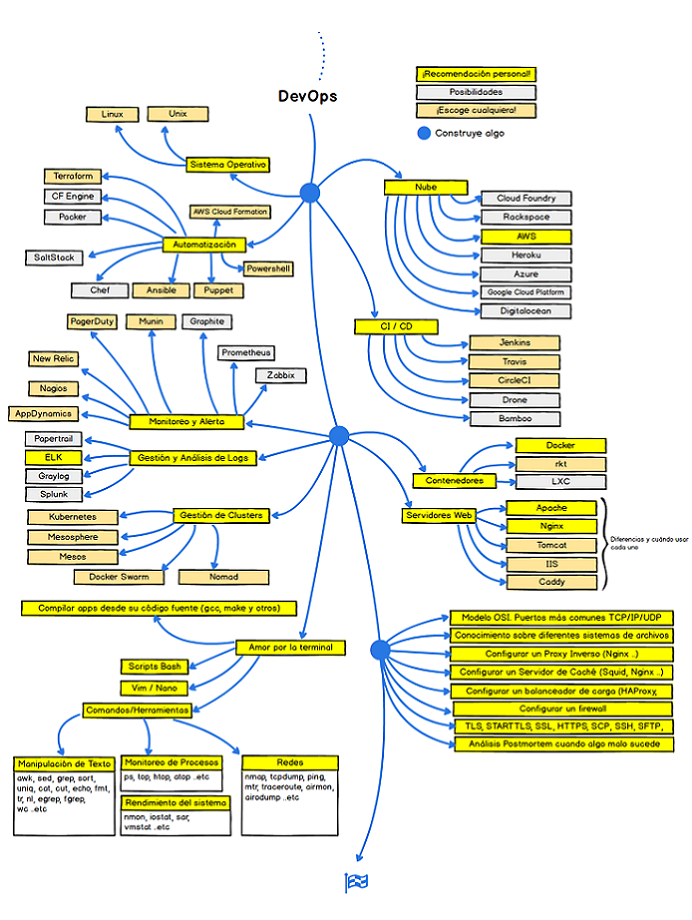 DevOps
¡Recomendación personal!
Posibilidades
¡Escoge cualquiera!
Construye algo
Linux
Unix
Sistema Operativo
Terraform
CF Engine
Packer
SaltStack
Chef
Ansible
Puppet
Powershell
AWS Cloud Formation
Automatización
Nube
Cloud Foundry
Rackspace
AWS
Heroku
Azure
Google Cloud Platform
Digitalocean
CI / CD
Jenkins
Travis
CircleCI
Drone
Bamboo
PagerDuty
Munin
Graphite
Prometheus
Zabbix
New Relic
Nagios
AppDynamics
Monitoreo y Alerta
Papertrail
ELK
Graylog
Splunk
Gestión y Análisis de Logs
Contenedores
Docker
rkt
LXC
Servidores Web
Apache
Nginx
Tomcat
IIS
Caddy
Diferencias y cuándo usar
cada uno
Kubernetes
Mesosphere
Mesos
Docker Swarm
Nomad
Gestión de Clusters
Compilar apps desde su código fuente (gcc, make y otros)
Amor por la terminal
Scripts Bash
Vim / Nano
Comandos/Herramientas
Manipulación de Texto
awk, sed, grep, sort,
uniq, cat, cut, echo, fmt,
tr, nl, egrep, fgrep,
wc ..etc
Monitoreo de Procesos
ps, top, htop, atop ..etc
Rendimiento del sistema
nmon, iostat, sar,
vmstat ..etc
Redes
nmap, tcpdump, ping,
mtr, traceroute, airmon,
airodump ..etc
Modelo OSI. Puertos más comunes TCP/IP/UDP
Conocimiento sobre diferentes sistemas de archivos
Configurar un Proxy Inverso (Nginx ..)
Configurar un Servidor de Caché (Squid, Nginx ..)
Configurar un balanceador de carga (HAProxy,
Configurar un firewall
TLS, STARTTLS, SSL, HTTPS, SCP, SSH, SFTP,
Análisis Postmortem cuando algo malo sucede